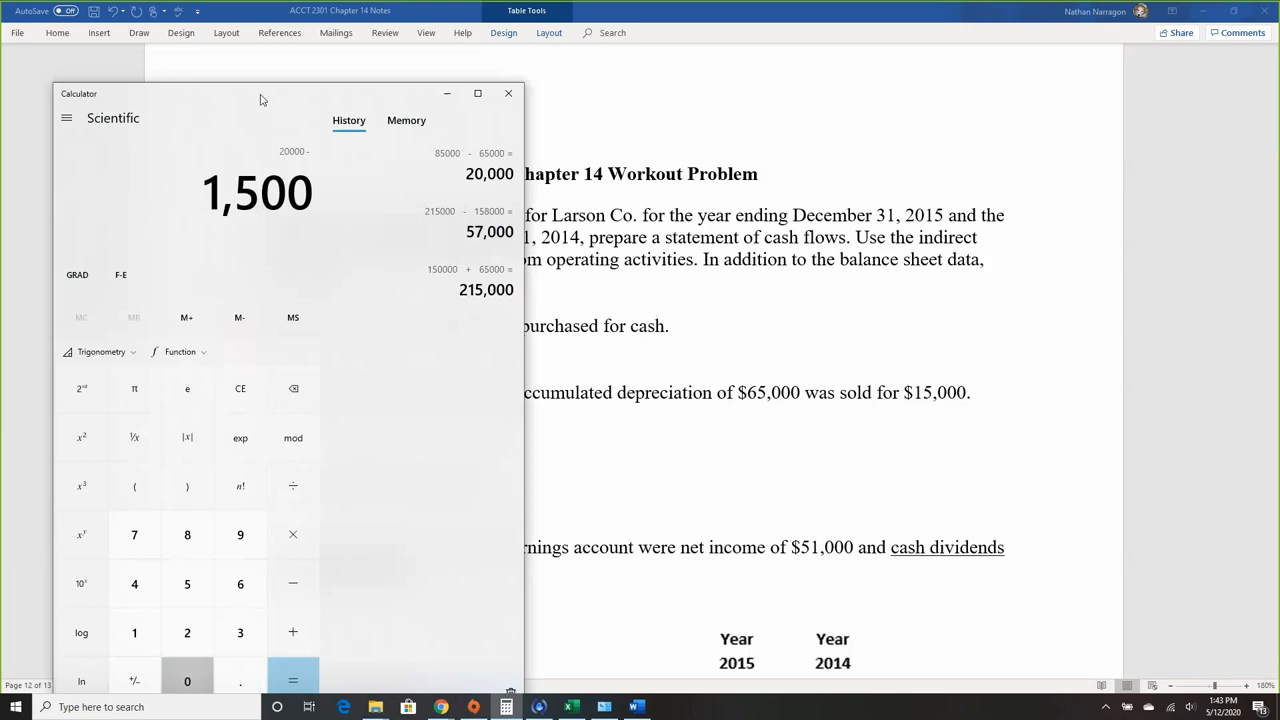 AutoSave Off ACCT 2301 Chapter 14 Notes Table Tools Nathan Narragon
File Home Insert Draw Design Layout References Mailings Review View Help Design Layout Search Share Comments
Calculator
Scientific
History Memory
20000 -
1,500
85000 - 65000 =
20,000
215000 - 158000 =
57,000
150000 + 65000 =
215,000
GRAD F-E
MC MR M+ M- MS
Trigonometry f Function
2nd π e CE
x² ¹/x |x| exp mod
x³ ( ) n! ÷
xʸ 7 8 9 ×
10ˣ 4 5 6 −
log 1 2 3 +
ln +/− 0 . =
hapter 14 Workout Problem
for Larson Co. for the year ending December 31, 2015 and the
1, 2014, prepare a statement of cash flows. Use the indirect
om operating activities. In addition to the balance sheet data,
purchased for cash.
ccumulated depreciation of $65,000 was sold for $15,000.
rnings account were net income of $51,000 and cash dividends
Year Year
2015 2014
Page 12 of 13
180%
Type here to search
1:43 PM
5/12/2020